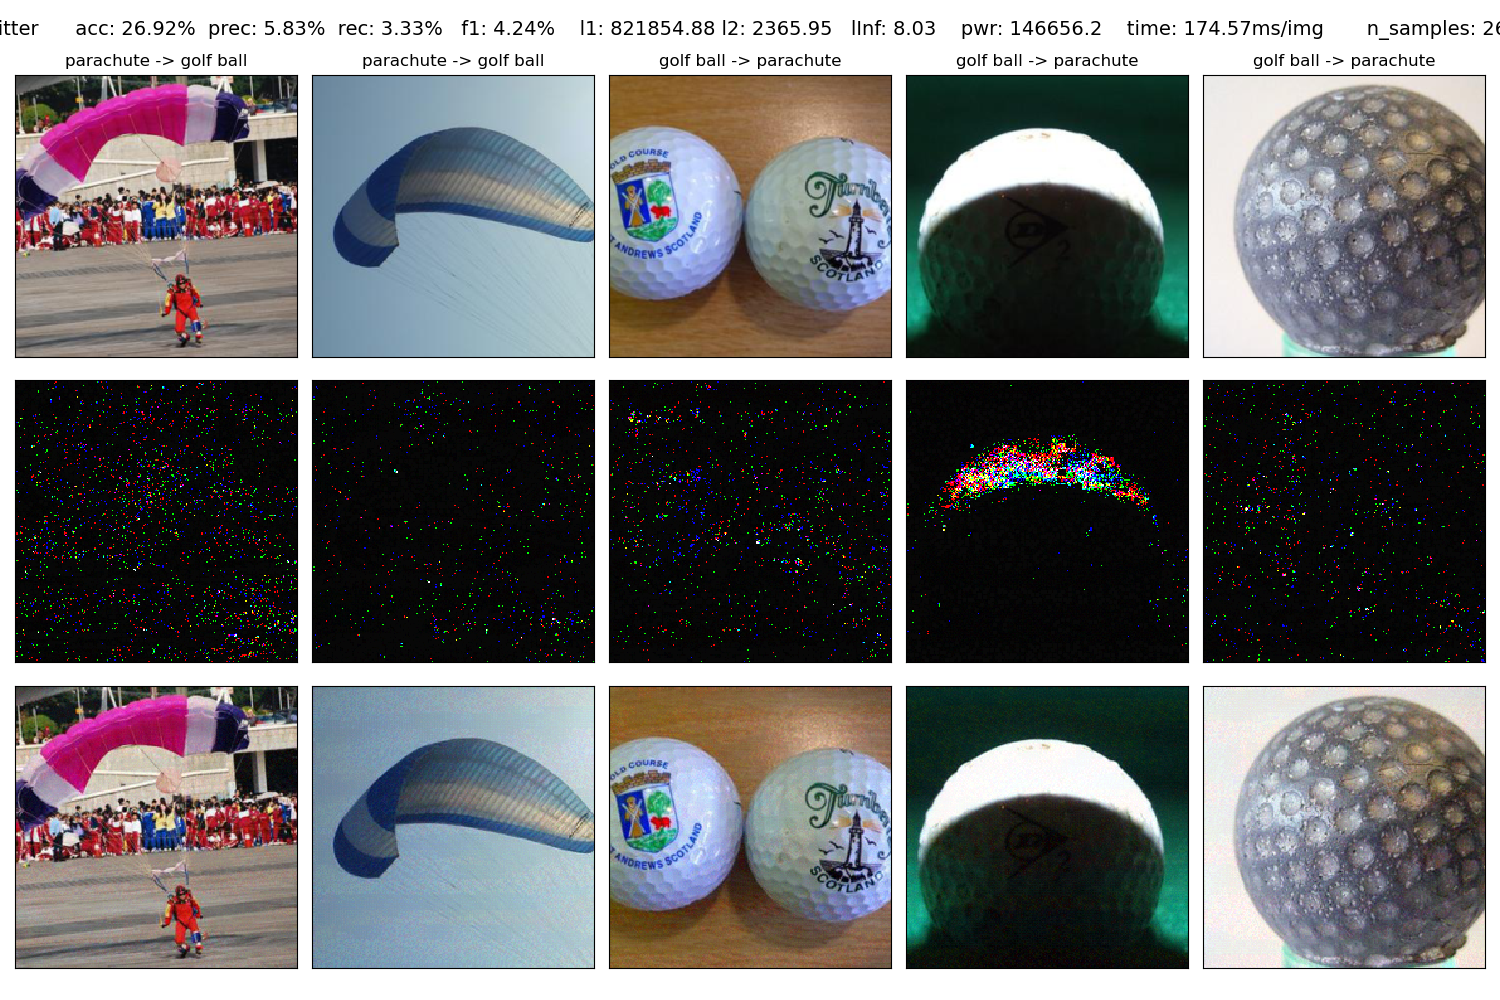 itter acc: 26.92% prec: 5.83% rec: 3.33% f1: 4.24% l1: 821854.88 l2: 2365.95 lInf: 8.03 pwr: 146656.2 time: 174.57ms/img n_samples: 26
parachute -> golf ball
parachute -> golf ball
golf ball -> parachute
golf ball -> parachute
golf ball -> parachute
OLD COURSE
ANDREWS SCOTLAND
SCOTLAND
D
OLD COURSE
ANDREWS SCOTLAND
SCOTLAND
D